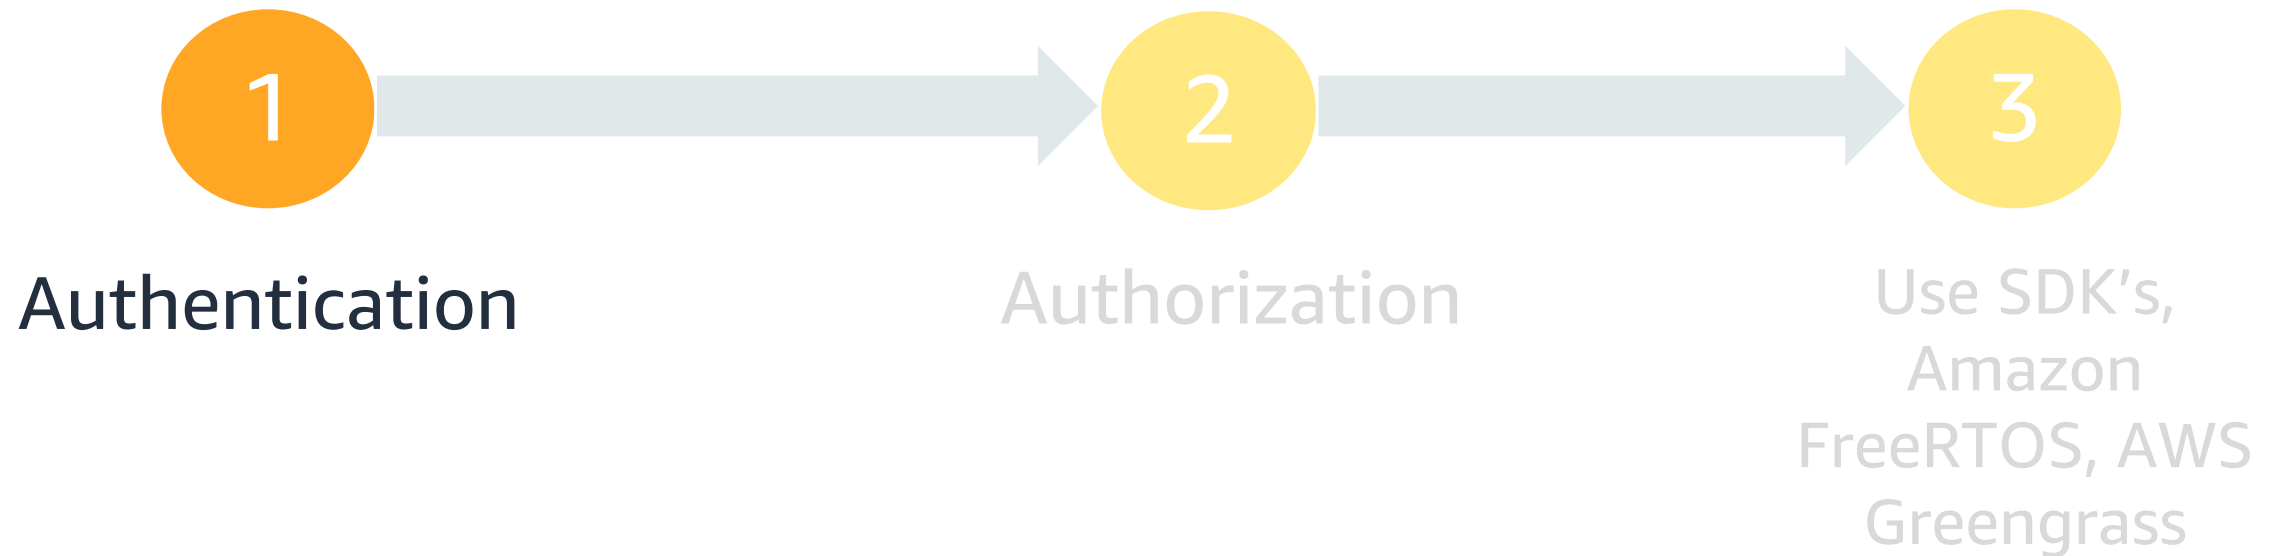 1
2
3
Authentication
Authorization
Use SDK’s,
Amazon
FreeRTOS, AWS
Greengrass